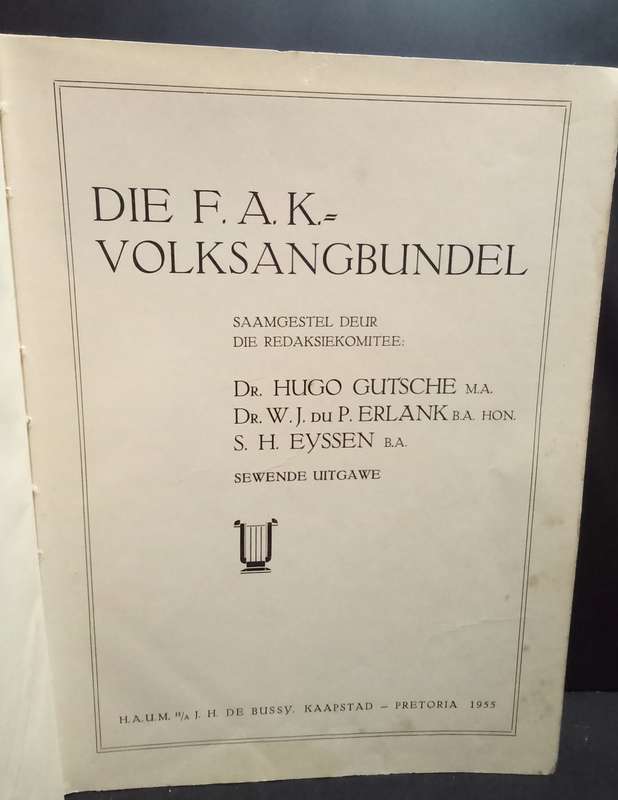 DIE F. A. K.=
VOLKSANGBUNDEL
SAAMGESTEL DEUR
DIE REDAKSIEKOMITEE:
DR. HUGO GUTSCHE M.A.
DR. W. J. DU P. ERLANK B.A. HON.
S. H. EYSSEN B.A.
SEWENDE UITGAWE
H.A.U.M. H/A J. H. DE BUSSY. KAAPSTAD – PRETORIA 1955